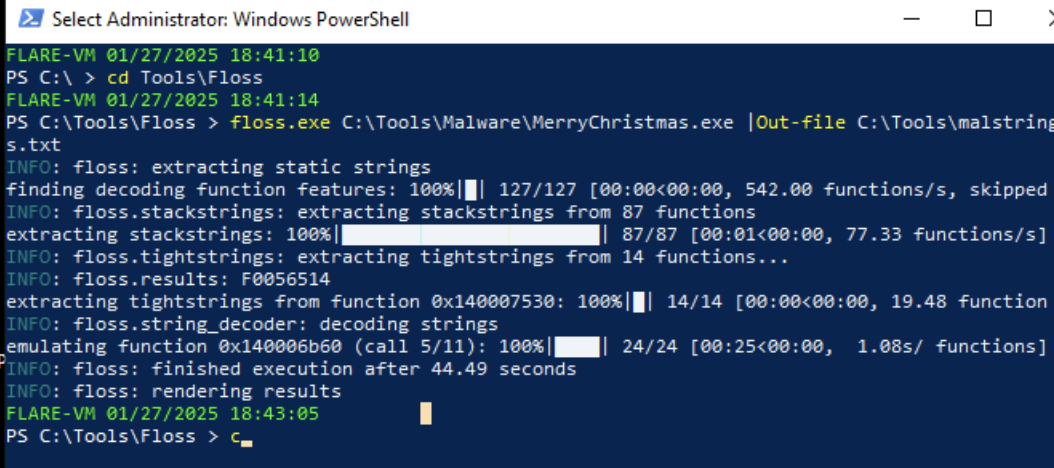 Select Administrator: Windows PowerShell
FLARE-VM 01/27/2025 18:41:10
PS C:\ > cd Tools\Floss
FLARE-VM 01/27/2025 18:41:14
PS C:\Tools\Floss > floss.exe C:\Tools\Malware\MerryChristmas.exe |Out-file C:\Tools\malstring
s.txt
INFO: floss: extracting static strings
finding decoding function features: 100%|█| 127/127 [00:00<00:00, 542.00 functions/s, skipped
INFO: floss.stackstrings: extracting stackstrings from 87 functions
extracting stackstrings: 100%|████████████████████| 87/87 [00:01<00:00, 77.33 functions/s]
INFO: floss.tightstrings: extracting tightstrings from 14 functions...
INFO: floss.results: F0056514
extracting tightstrings from function 0x140007530: 100%|█| 14/14 [00:00<00:00, 19.48 function
INFO: floss.string_decoder: decoding strings
emulating function 0x140006b60 (call 5/11): 100%|███| 24/24 [00:25<00:00,  1.08s/ functions]
INFO: floss: finished execution after 44.49 seconds
INFO: floss: rendering results
FLARE-VM 01/27/2025 18:43:05
PS C:\Tools\Floss > c